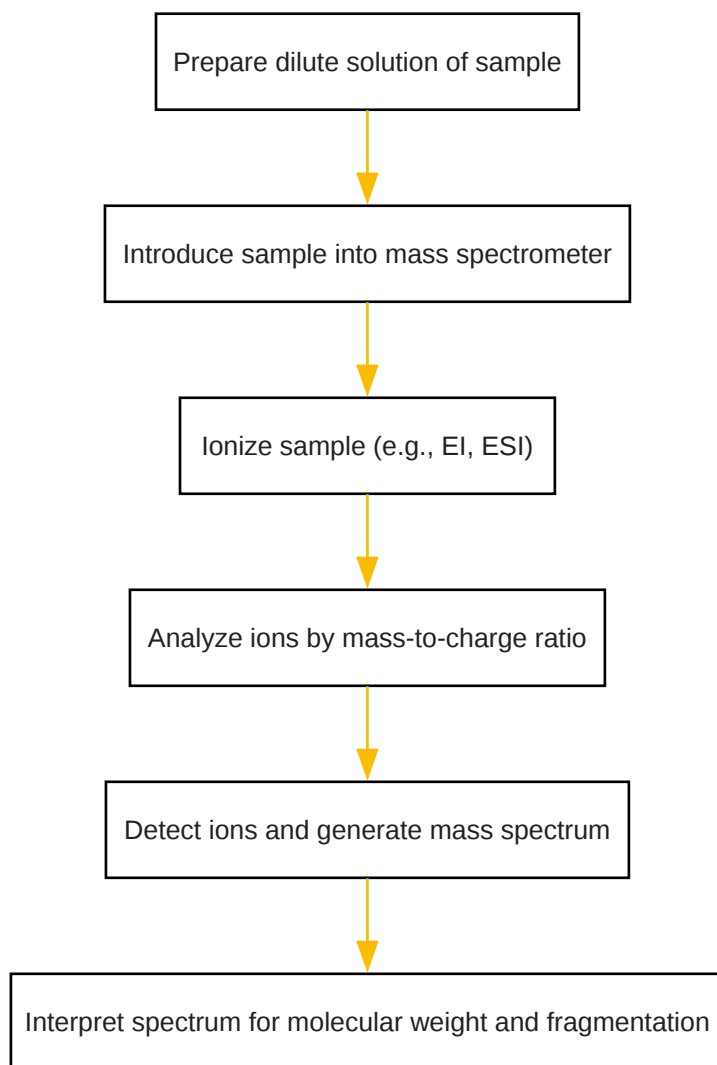 Prepare dilute solution of sample
Introduce sample into mass spectrometer
Ionize sample (e.g., EI, ESI)
Analyze ions by mass-to-charge ratio
Detect ions and generate mass spectrum
Interpret spectrum for molecular weight and fragmentation